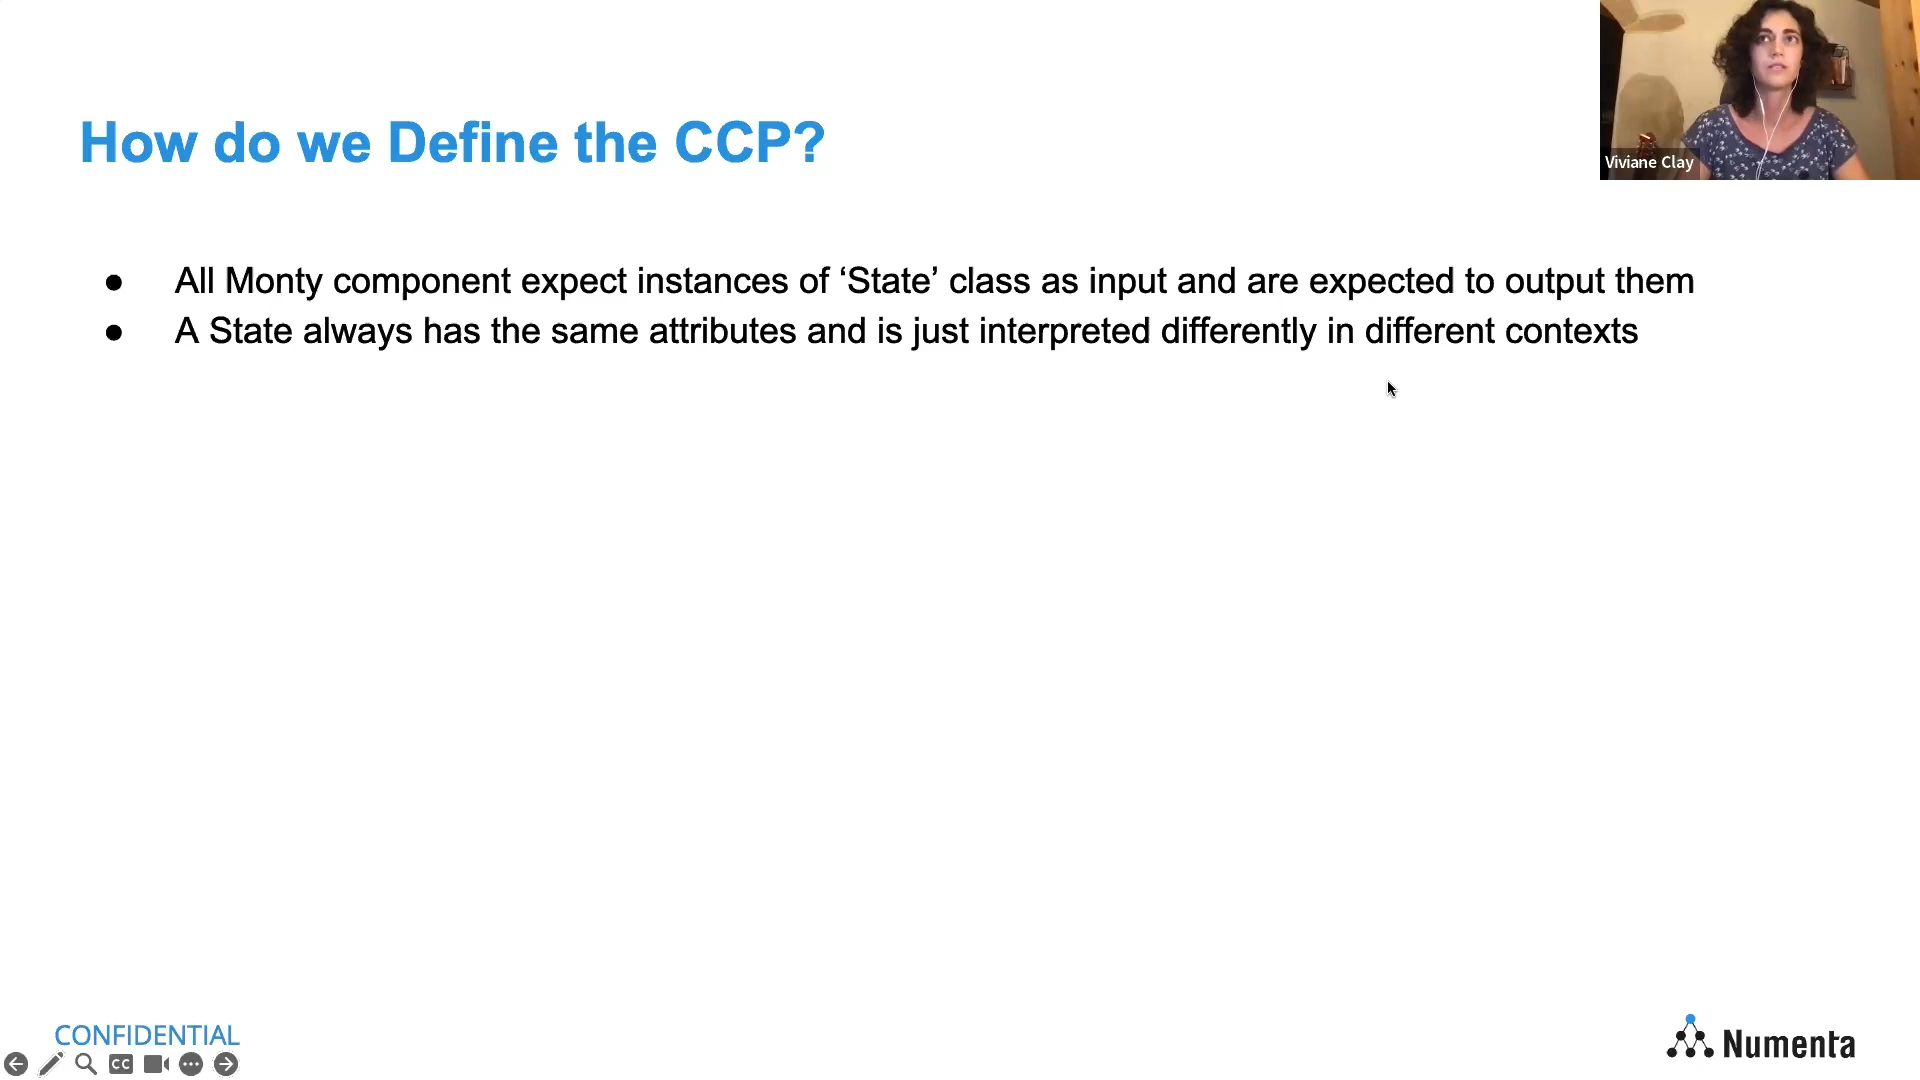 How do we Define the CCP?
Viviane Clay
● All Monty component expect instances of ‘State’ class as input and are expected to output them
● A State always has the same attributes and is just interpreted differently in different contexts
CONFIDENTIAL
CC
Numenta